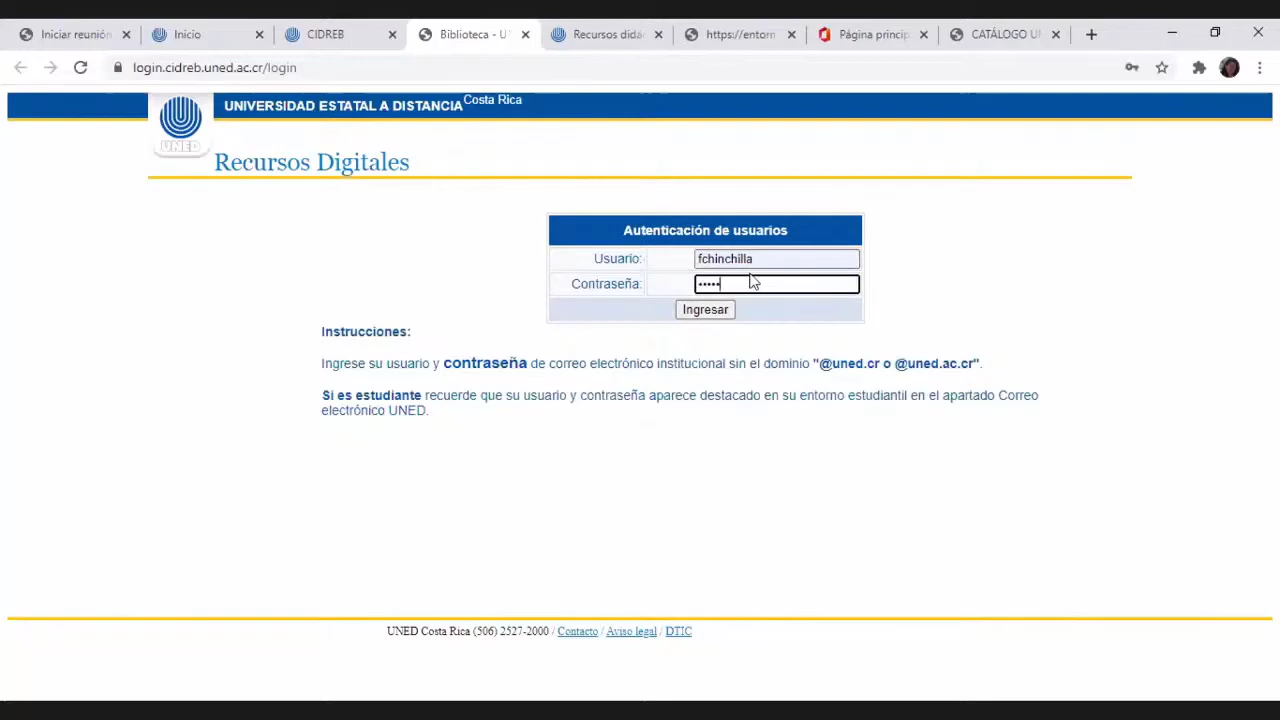 Iniciar reunión
Inicio
CIDREB
Biblioteca - U
Recursos didá
https://entorn
Página princip
CATÁLOGO U
login.cidreb.uned.ac.cr/login
UNIVERSIDAD ESTATAL A DISTANCIA Costa Rica
UNED
Recursos Digitales
Autenticación de usuarios
Usuario: fchinchilla
Contraseña: •••••
Ingresar
Instrucciones:
Ingrese su usuario y contraseña de correo electrónico institucional sin el dominio "@uned.cr o @uned.ac.cr".
Si es estudiante recuerde que su usuario y contraseña aparece destacado en su entorno estudiantil en el apartado Correo
electrónico UNED.
UNED Costa Rica (506) 2527-2000 / Contacto / Aviso legal / DTIC